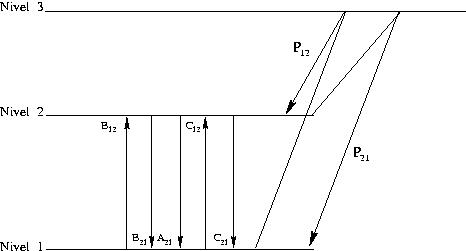 Nivel 3
P12
Nivel 2
B12 C12
P21
B21 A21 C21
Nivel 1